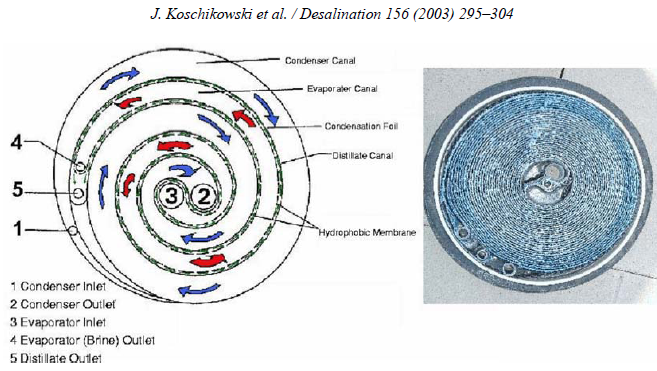 J. Koschikowski et al. / Desalination 156 (2003) 295–304
Condenser Canal
Evaporater Canal
Condensation Foil
Distillate Canal
Hydrophobic Membrane
4
5
1
3
2
1 Condenser Inlet
2 Condenser Outlet
3 Evaporator Inlet
4 Evaporator (Brine) Outlet
5 Distillate Outlet